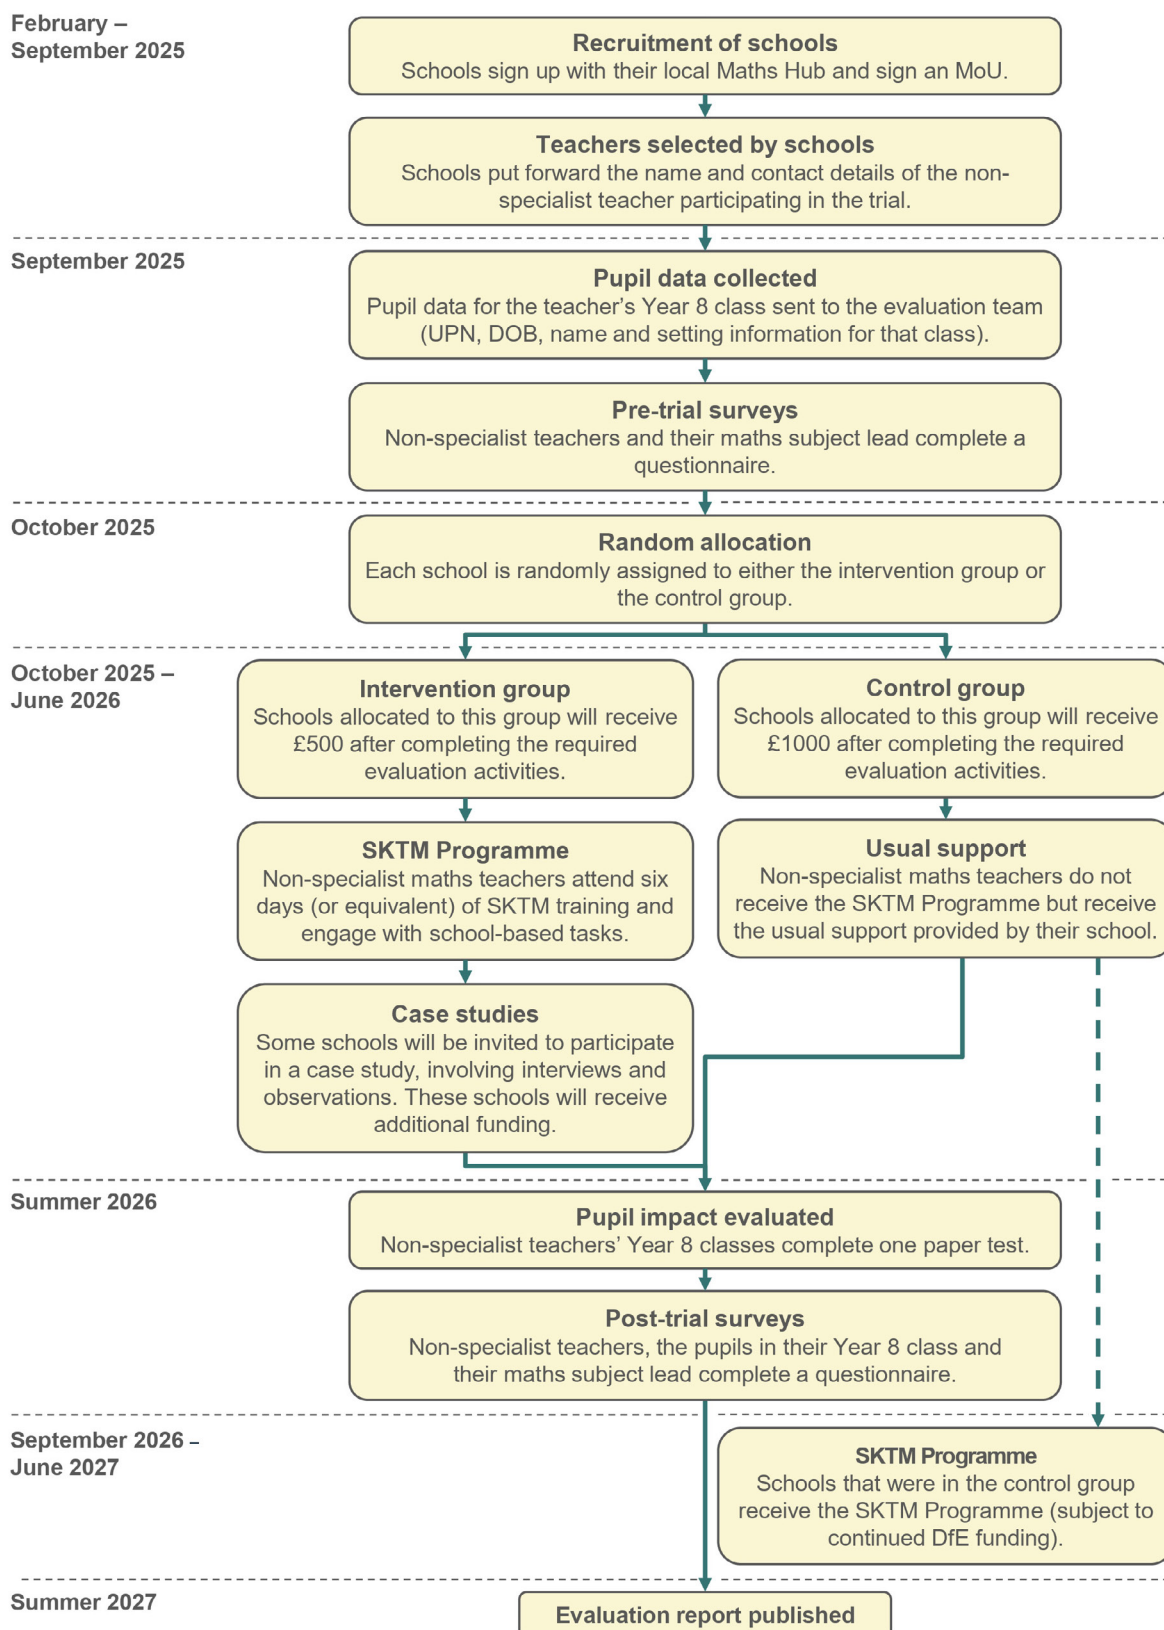 February –
September 2025
Recruitment of schools
Schools sign up with their local Maths Hub and sign an MoU.
Teachers selected by schools
Schools put forward the name and contact details of the non-
specialist teacher participating in the trial.
September 2025
Pupil data collected
Pupil data for the teacher’s Year 8 class sent to the evaluation team
(UPN, DOB, name and setting information for that class).
Pre-trial surveys
Non-specialist teachers and their maths subject lead complete a
questionnaire.
October 2025
Random allocation
Each school is randomly assigned to either the intervention group or
the control group.
October 2025 –
June 2026
Intervention group
Schools allocated to this group will receive
£500 after completing the required
evaluation activities.
Control group
Schools allocated to this group will receive
£1000 after completing the required
evaluation activities.
SKTM Programme
Non-specialist maths teachers attend six
days (or equivalent) of SKTM training and
engage with school-based tasks.
Usual support
Non-specialist maths teachers do not
receive the SKTM Programme but receive
the usual support provided by their school.
Case studies
Some schools will be invited to participate
in a case study, involving interviews and
observations. These schools will receive
additional funding.
Summer 2026
Pupil impact evaluated
Non-specialist teachers’ Year 8 classes complete one paper test.
Post-trial surveys
Non-specialist teachers, the pupils in their Year 8 class and
their maths subject lead complete a questionnaire.
September 2026 –
June 2027
SKTM Programme
Schools that were in the control group
receive the SKTM Programme (subject to
continued DfE funding).
Summer 2027
Evaluation report published